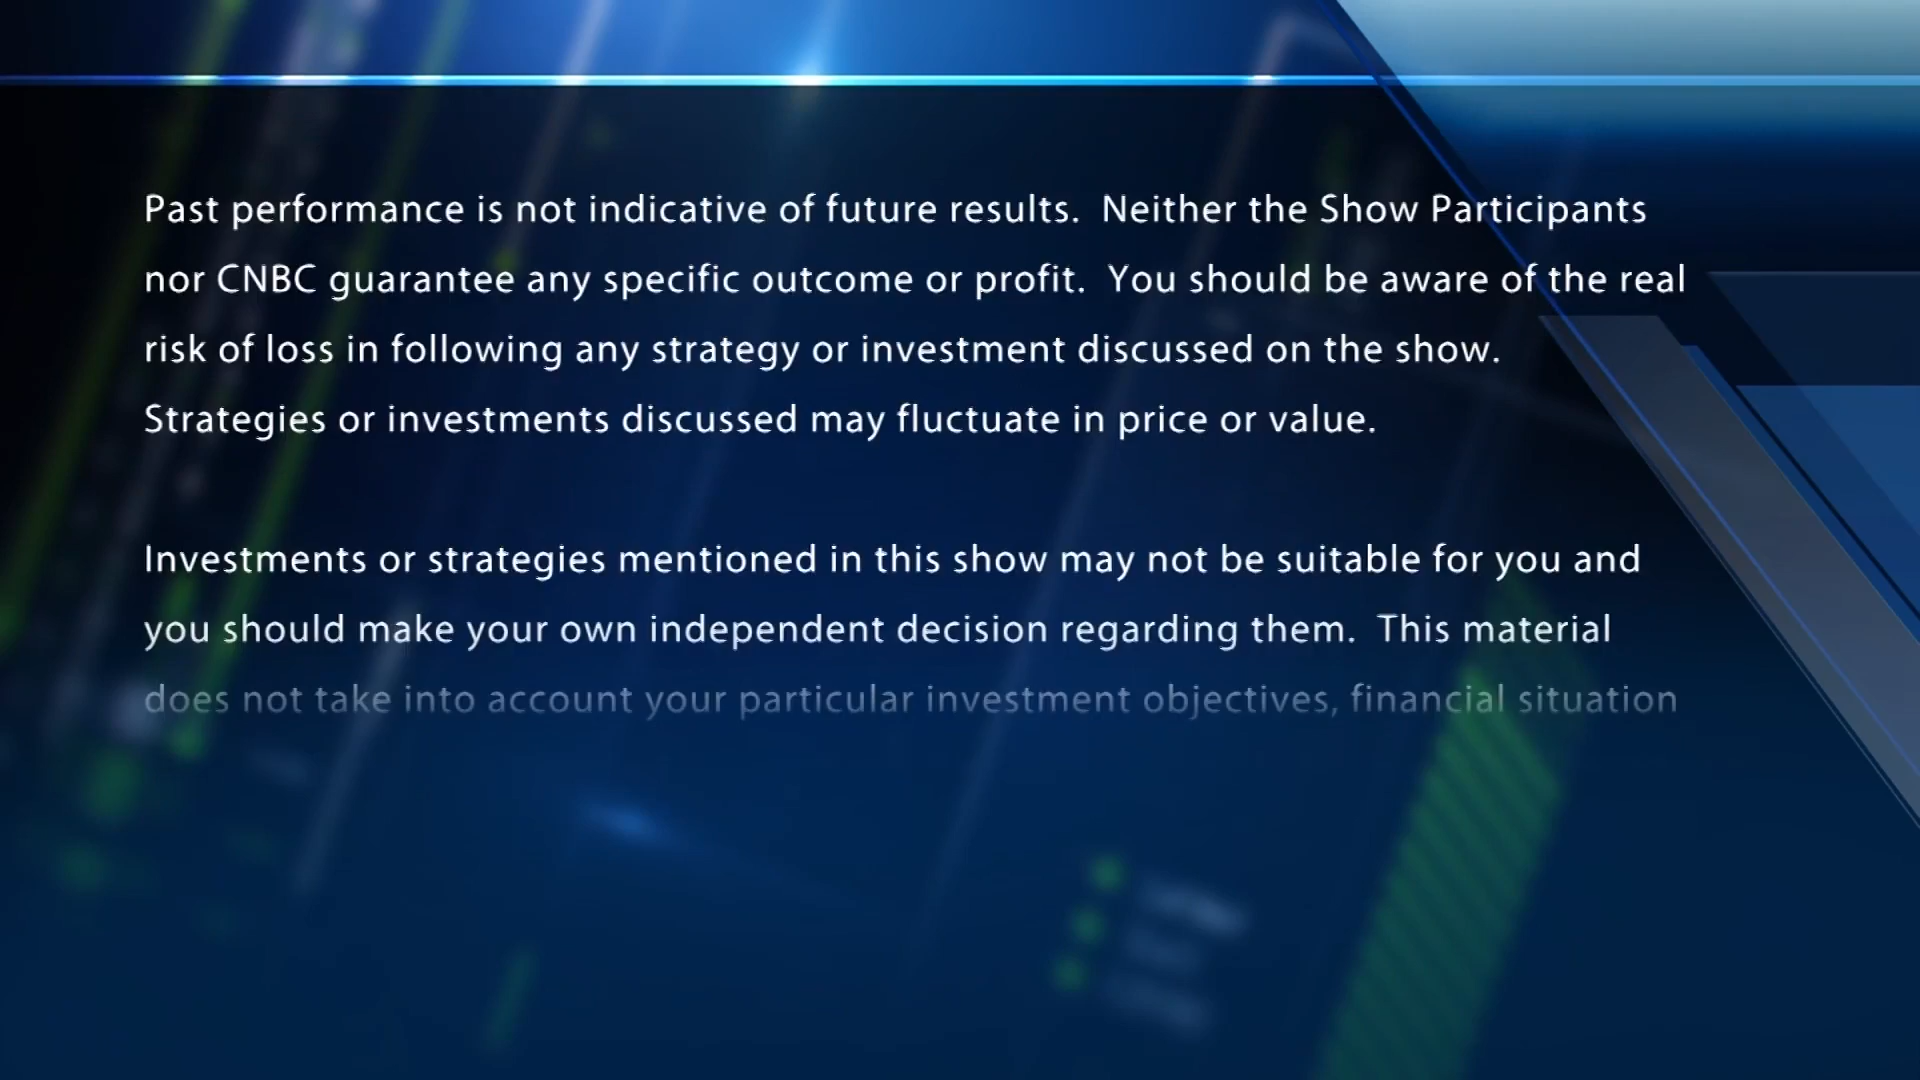 Past performance is not indicative of future results.  Neither the Show Participants
nor CNBC guarantee any specific outcome or profit.  You should be aware of the real
risk of loss in following any strategy or investment discussed on the show.
Strategies or investments discussed may fluctuate in price or value.
Investments or strategies mentioned in this show may not be suitable for you and
you should make your own independent decision regarding them.  This material
does not take into account your particular investment objectives, financial situation